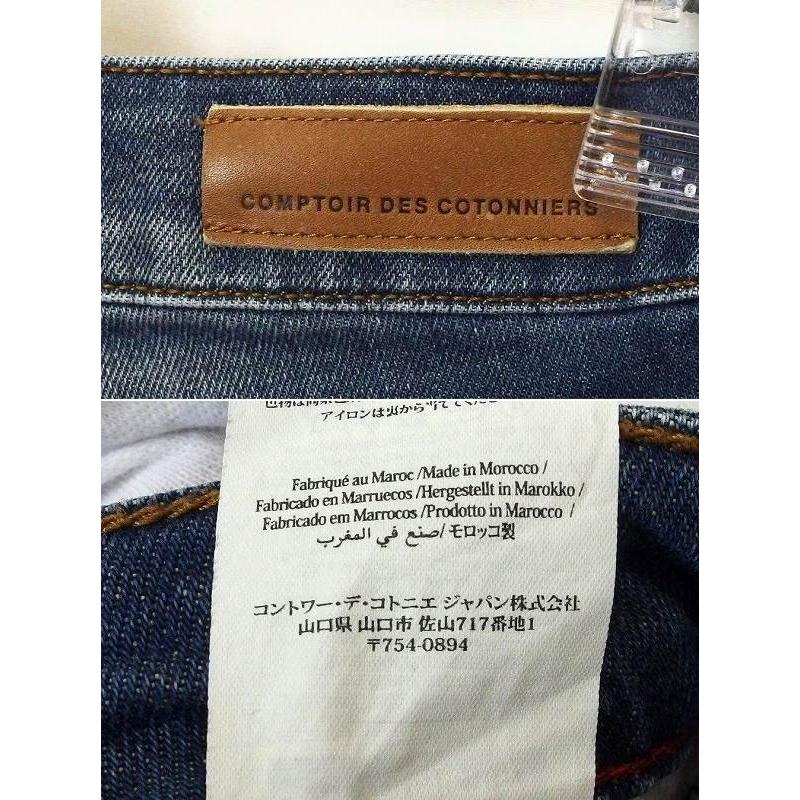 COMPTOIR DES COTONNIERS
アイロンは裏から当ててくだ
Fabriqué au Maroc /Made in Morocco /
Fabricado en Marruecos /Hergestellt in Marokko /
Fabricado em Marrocos /Prodotto in Marocco /
صنع في المغرب/ モロッコ製
コントワー・デ・コトニエ ジャパン株式会社
山口県 山口市 佐山717番地1
〒754-0894